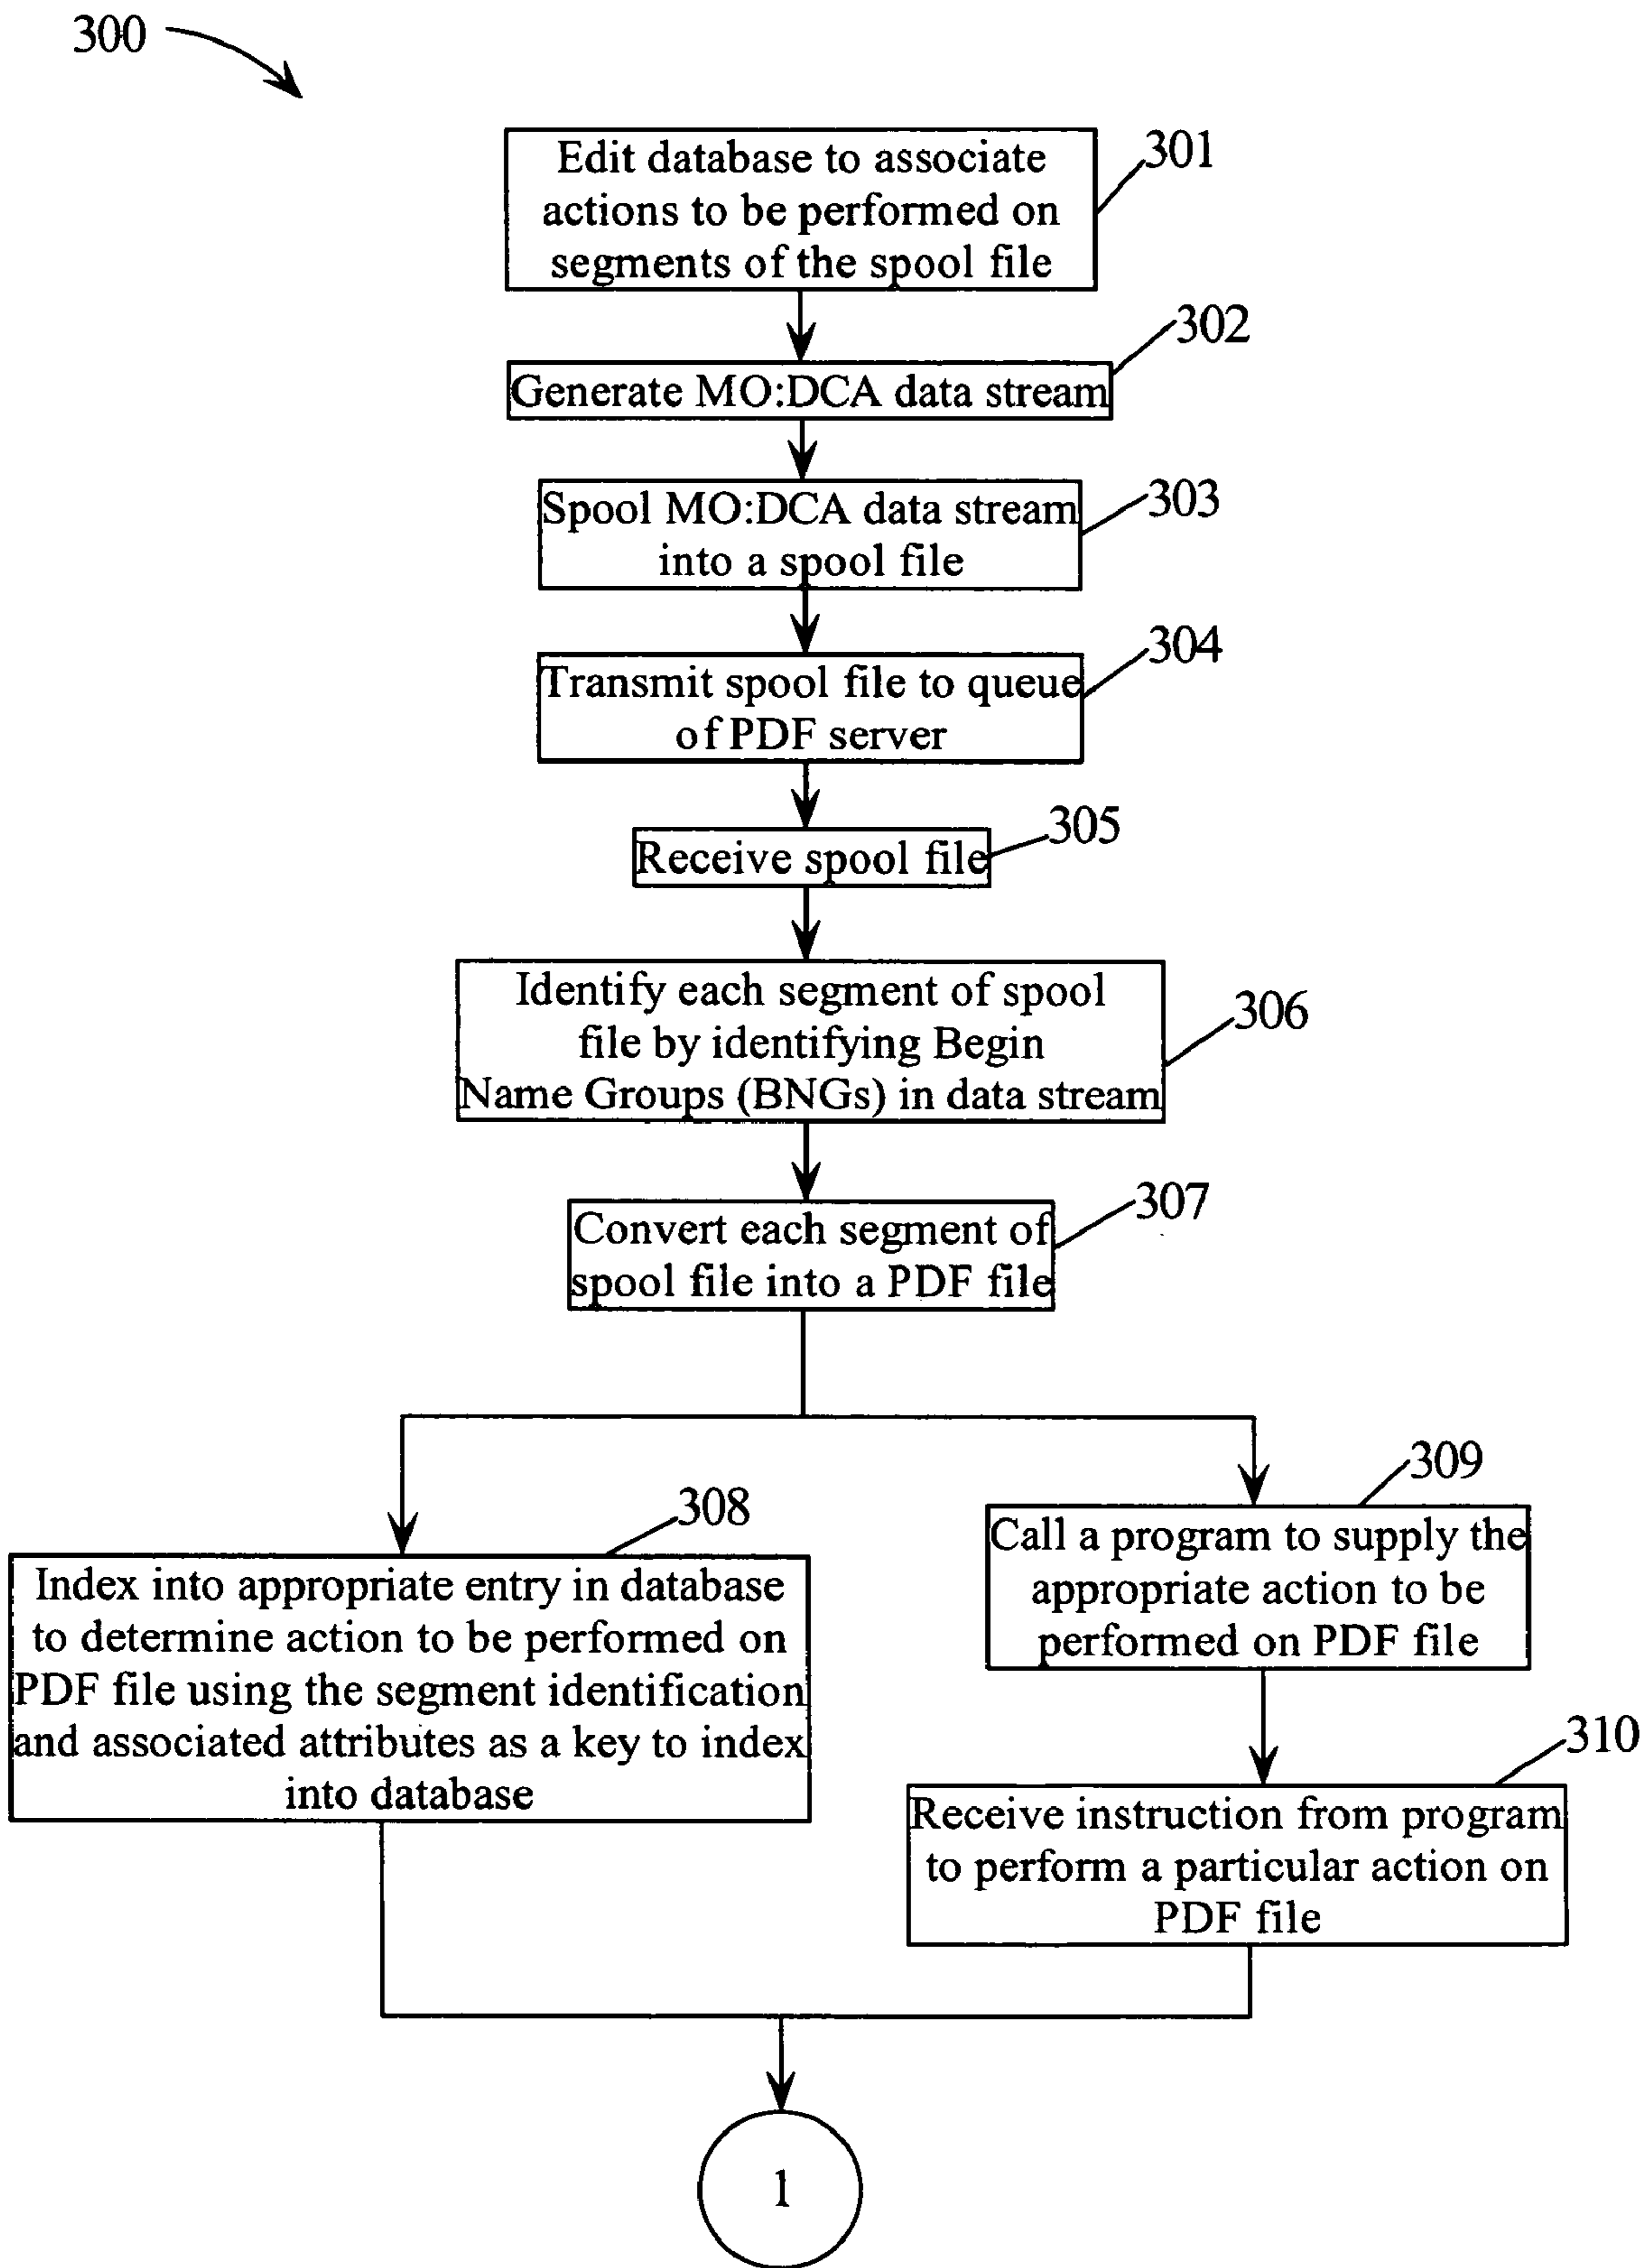 300
301
Edit database to associate
actions to be performed on
segments of the spool file
302
Generate MO:DCA data stream
303
Spool MO:DCA data stream
into a spool file
304
Transmit spool file to queue
of PDF server
305
Receive spool file
306
Identify each segment of spool
file by identifying Begin
Name Groups (BNGs) in data stream
307
Convert each segment of
spool file into a PDF file
308
Index into appropriate entry in database
to determine action to be performed on
PDF file using the segment identification
and associated attributes as a key to index
into database
309
Call a program to supply the
appropriate action to be
performed on PDF file
310
Receive instruction from program
to perform a particular action on
PDF file
1